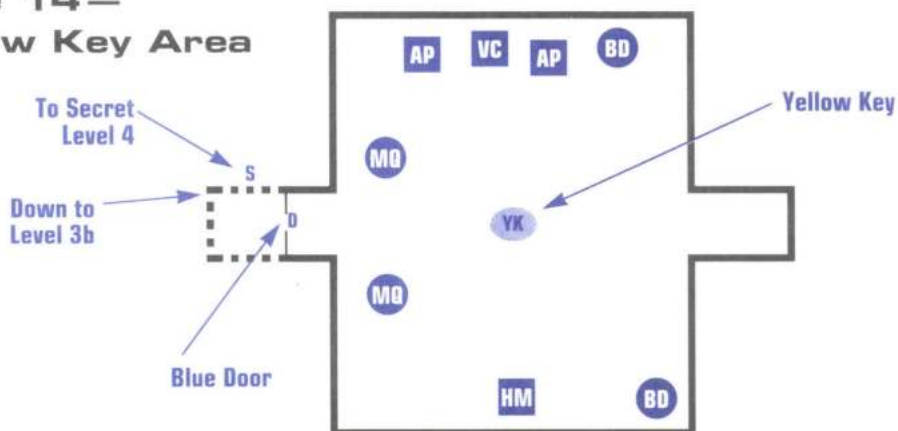 14–
w Key Area
AP
VC
AP
BD
To Secret
Level 4
Yellow Key
S
MQ
Down to
Level 3b
D
YK
MQ
Blue Door
HM
BD